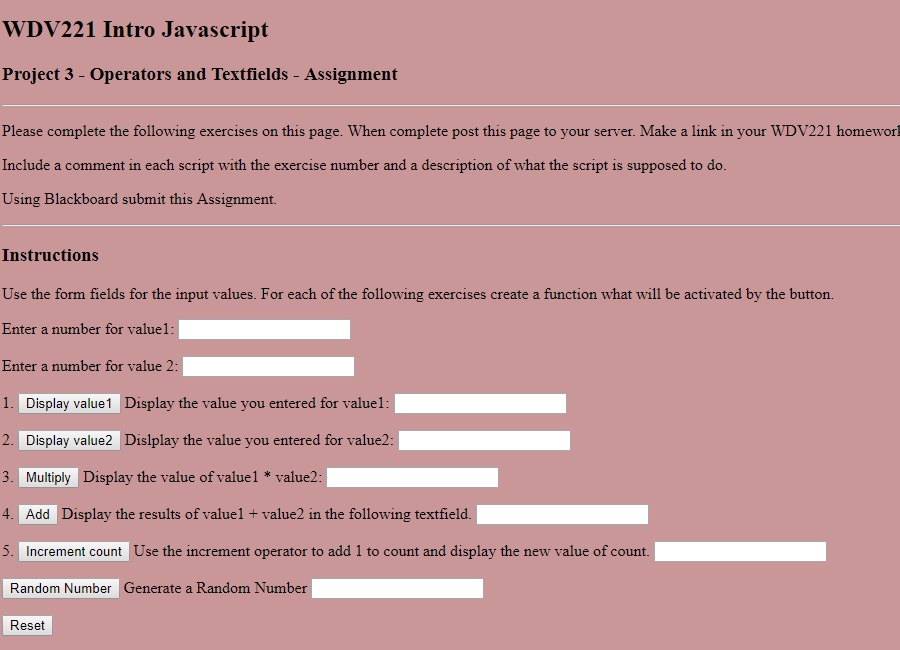 WDV221 Intro Javascript
Project 3 - Operators and Textfields - Assignment
Please complete the following exercises on this page. When complete post this page to your server. Make a link in your WDV221 homework
Include a comment in each script with the exercise number and a description of what the script is supposed to do.
Using Blackboard submit this Assignment.
Instructions
Use the form fields for the input values. For each of the following exercises create a function what will be activated by the button.
Enter a number for value1:
Enter a number for value 2:
1. Display value1 Display the value you entered for value1:
2. Display value2 Dislplay the value you entered for value2:
3. Multiply Display the value of value1 * value2:
4. Add Display the results of value1 + value2 in the following textfield.
5. Increment count Use the increment operator to add 1 to count and display the new value of count.
Random Number Generate a Random Number
Reset